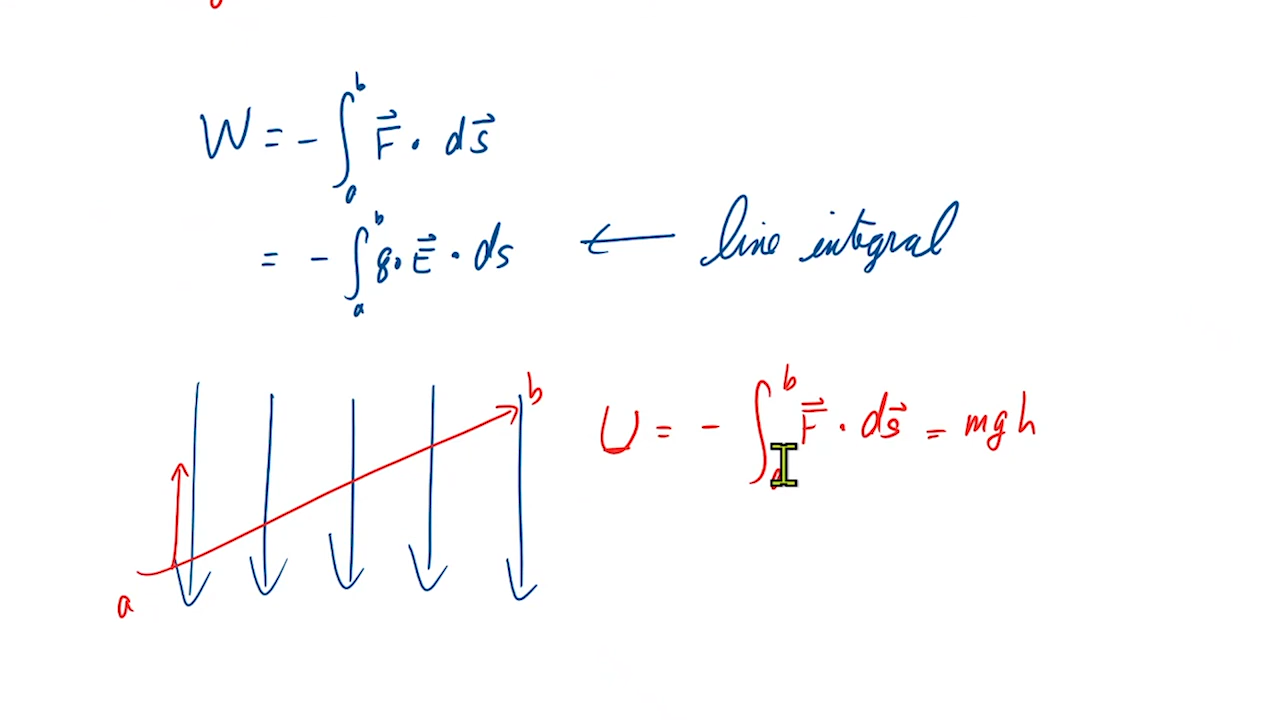 W = - ∫ₐᵇ F⃗ · ds⃗
= - ∫ₐᵇ q₀ E⃗ · ds ← line integral
b
U = - ∫ₐᵇ F⃗ · ds⃗ = mgh
a